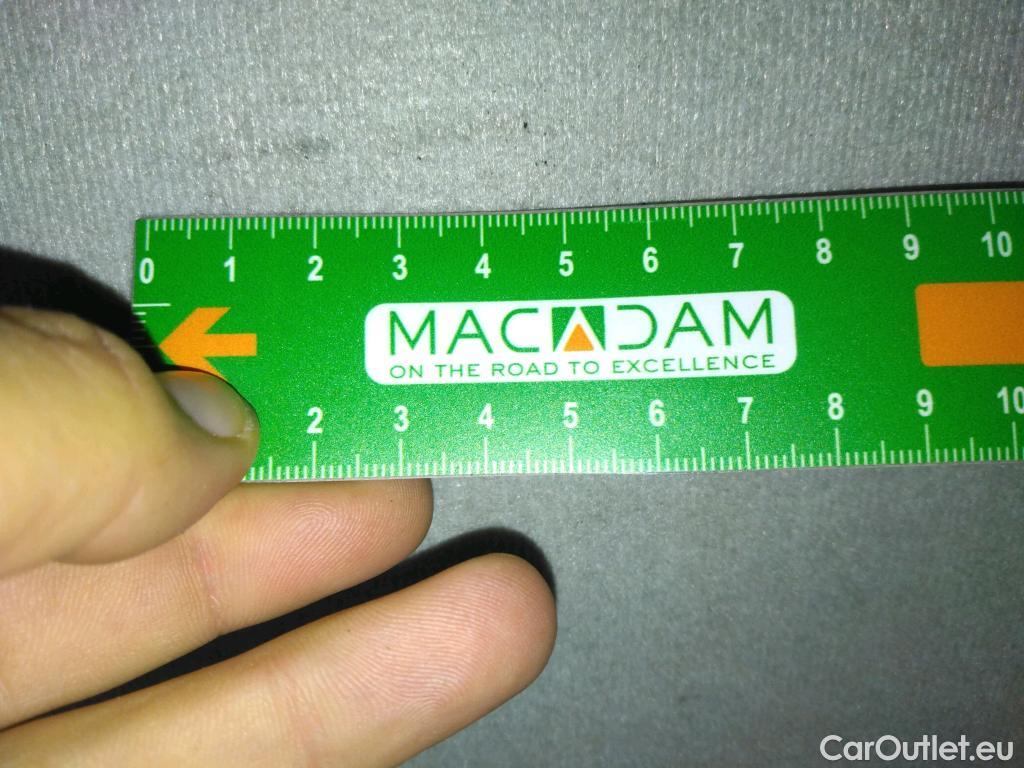 0 1 2 3 4 5 6 7 8 9 10
MACADAM
ON THE ROAD TO EXCELLENCE
2 3 4 5 6 7 8 9 10
CarOutlet.eu